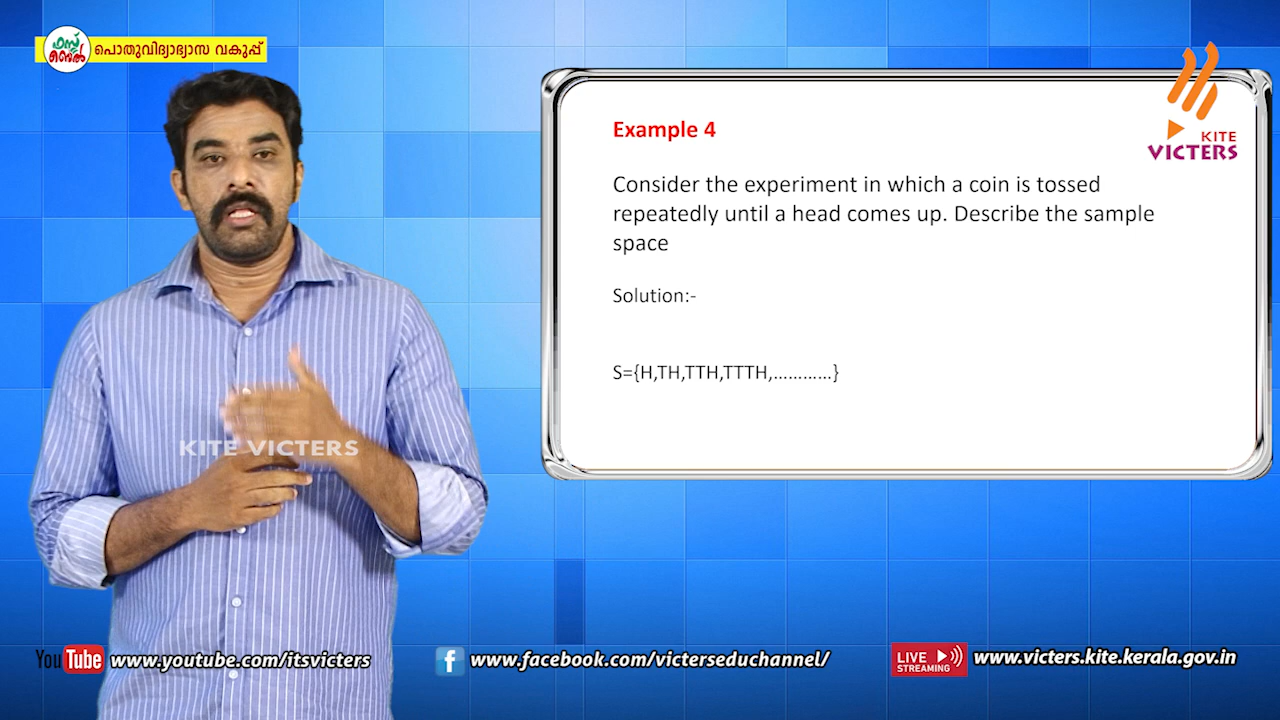 ഫസ്റ്റ്
ബെൽ
പൊതുവിദ്യാഭ്യാസ വകുപ്പ്
KITE
VICTERS
Example 4
Consider the experiment in which a coin is tossed
repeatedly until a head comes up. Describe the sample
space
Solution:-
S={H,TH,TTH,TTTH,............}
KITE VICTERS
YouTube www.youtube.com/itsvicters
f www.facebook.com/victerseduchannel/
LIVE
STREAMING
www.victers.kite.kerala.gov.in